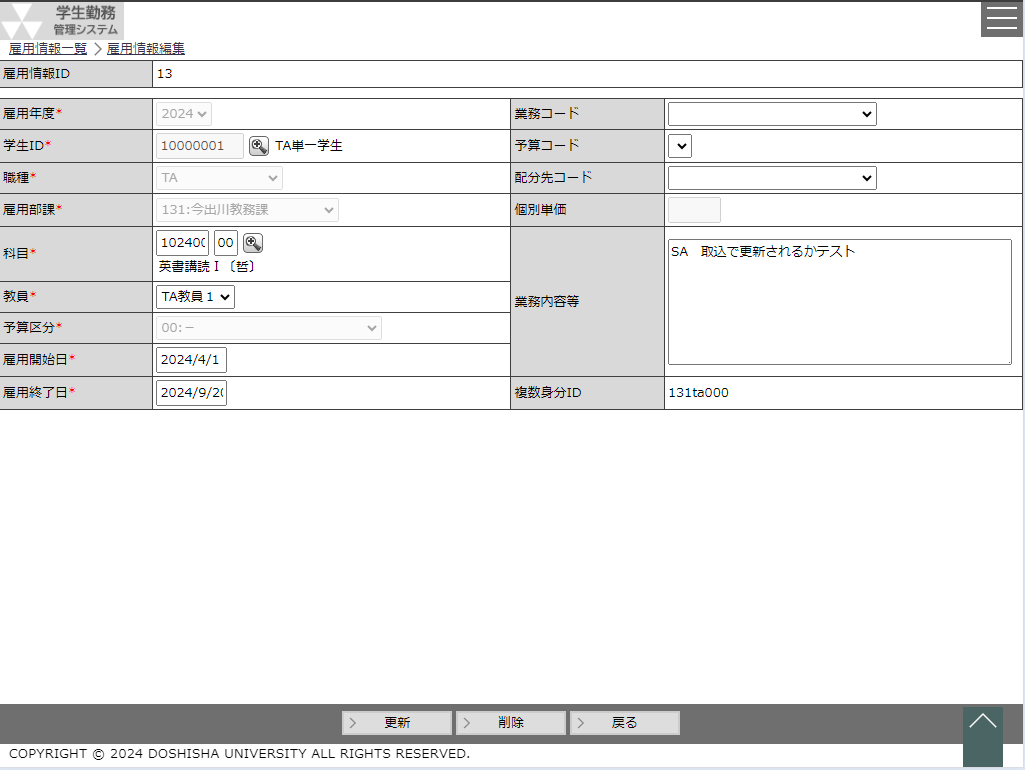 学生勤務
管理システム
雇用情報一覧 > 雇用情報編集
雇用情報ID 13
雇用年度* 2024 業務コード
学生ID* 10000001 TA単一学生 予算コード
職種* TA 配分先コード
雇用部課* 131:今出川教務課 個別単価
科目* 102400 00
英書講読Ⅰ〔哲〕
業務内容等 SA　取込で更新されるかテスト
教員* TA教員１
予算区分* 00:－
雇用開始日* 2024/4/1
雇用終了日* 2024/9/20 複数身分ID 131ta000
更新 削除 戻る
COPYRIGHT © 2024 DOSHISHA UNIVERSITY ALL RIGHTS RESERVED.